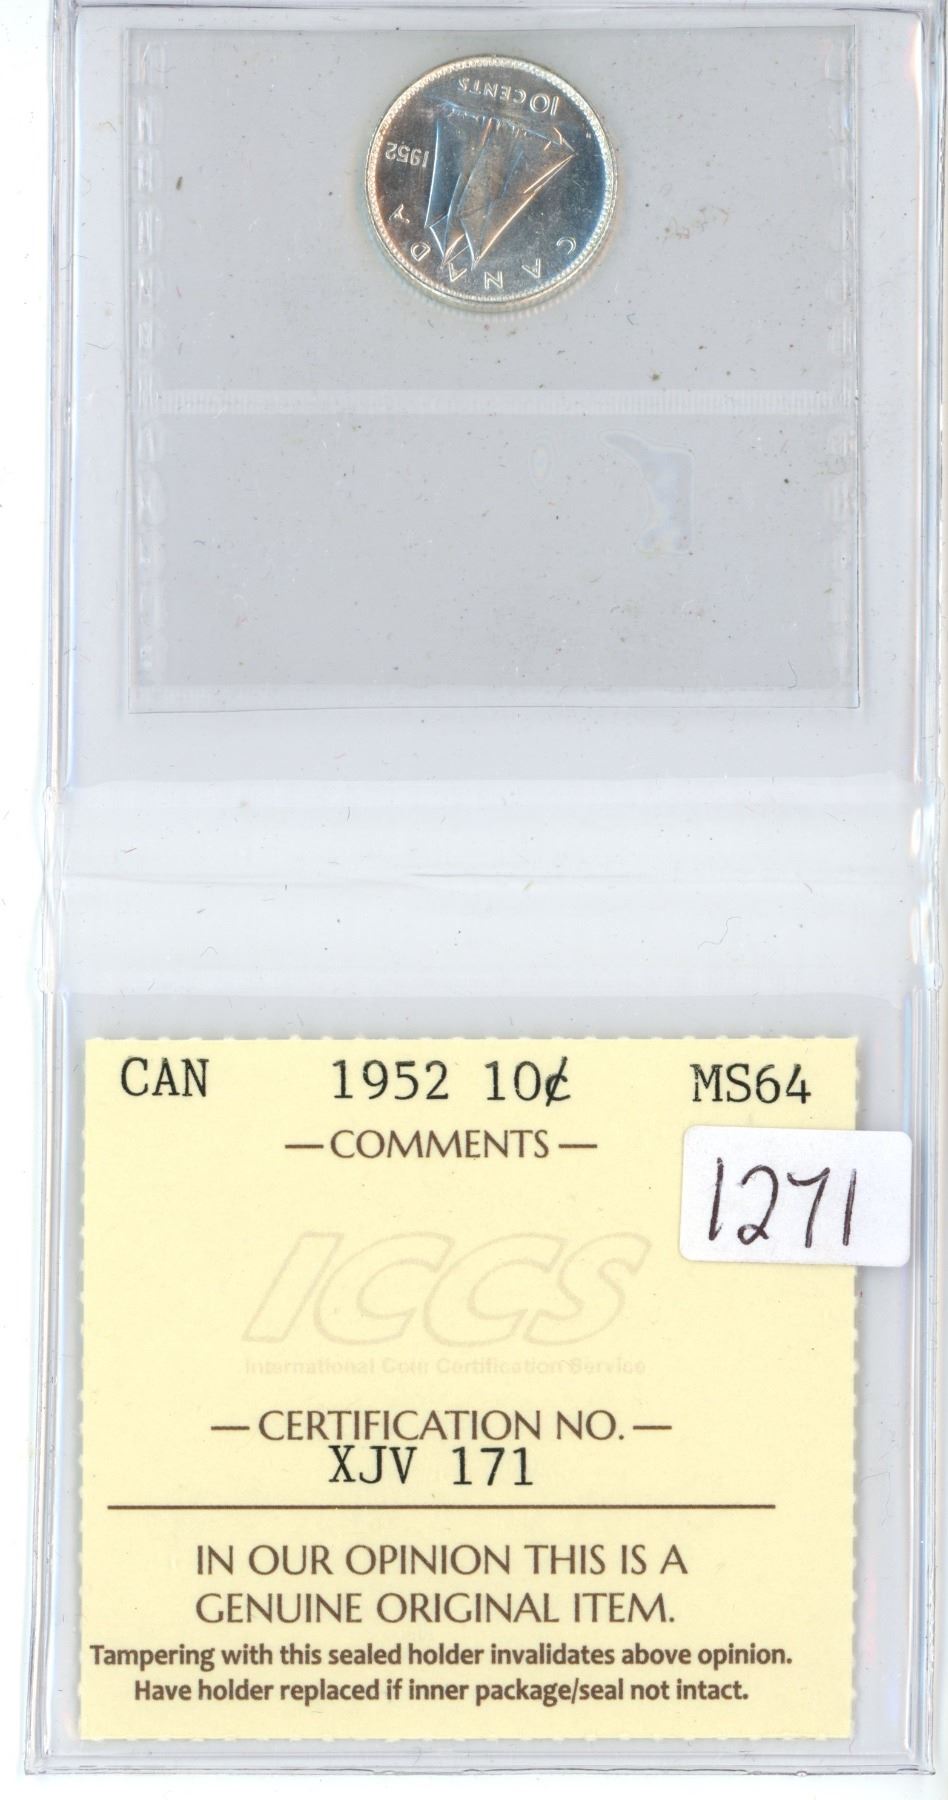 10 CENTS
1952
CANADA
CAN 1952 10¢ MS64
— COMMENTS —
1271
ICCS
International Coin Certification Service
— CERTIFICATION NO. —
XJV 171
IN OUR OPINION THIS IS A
GENUINE ORIGINAL ITEM.
Tampering with this sealed holder invalidates above opinion.
Have holder replaced if inner package/seal not intact.